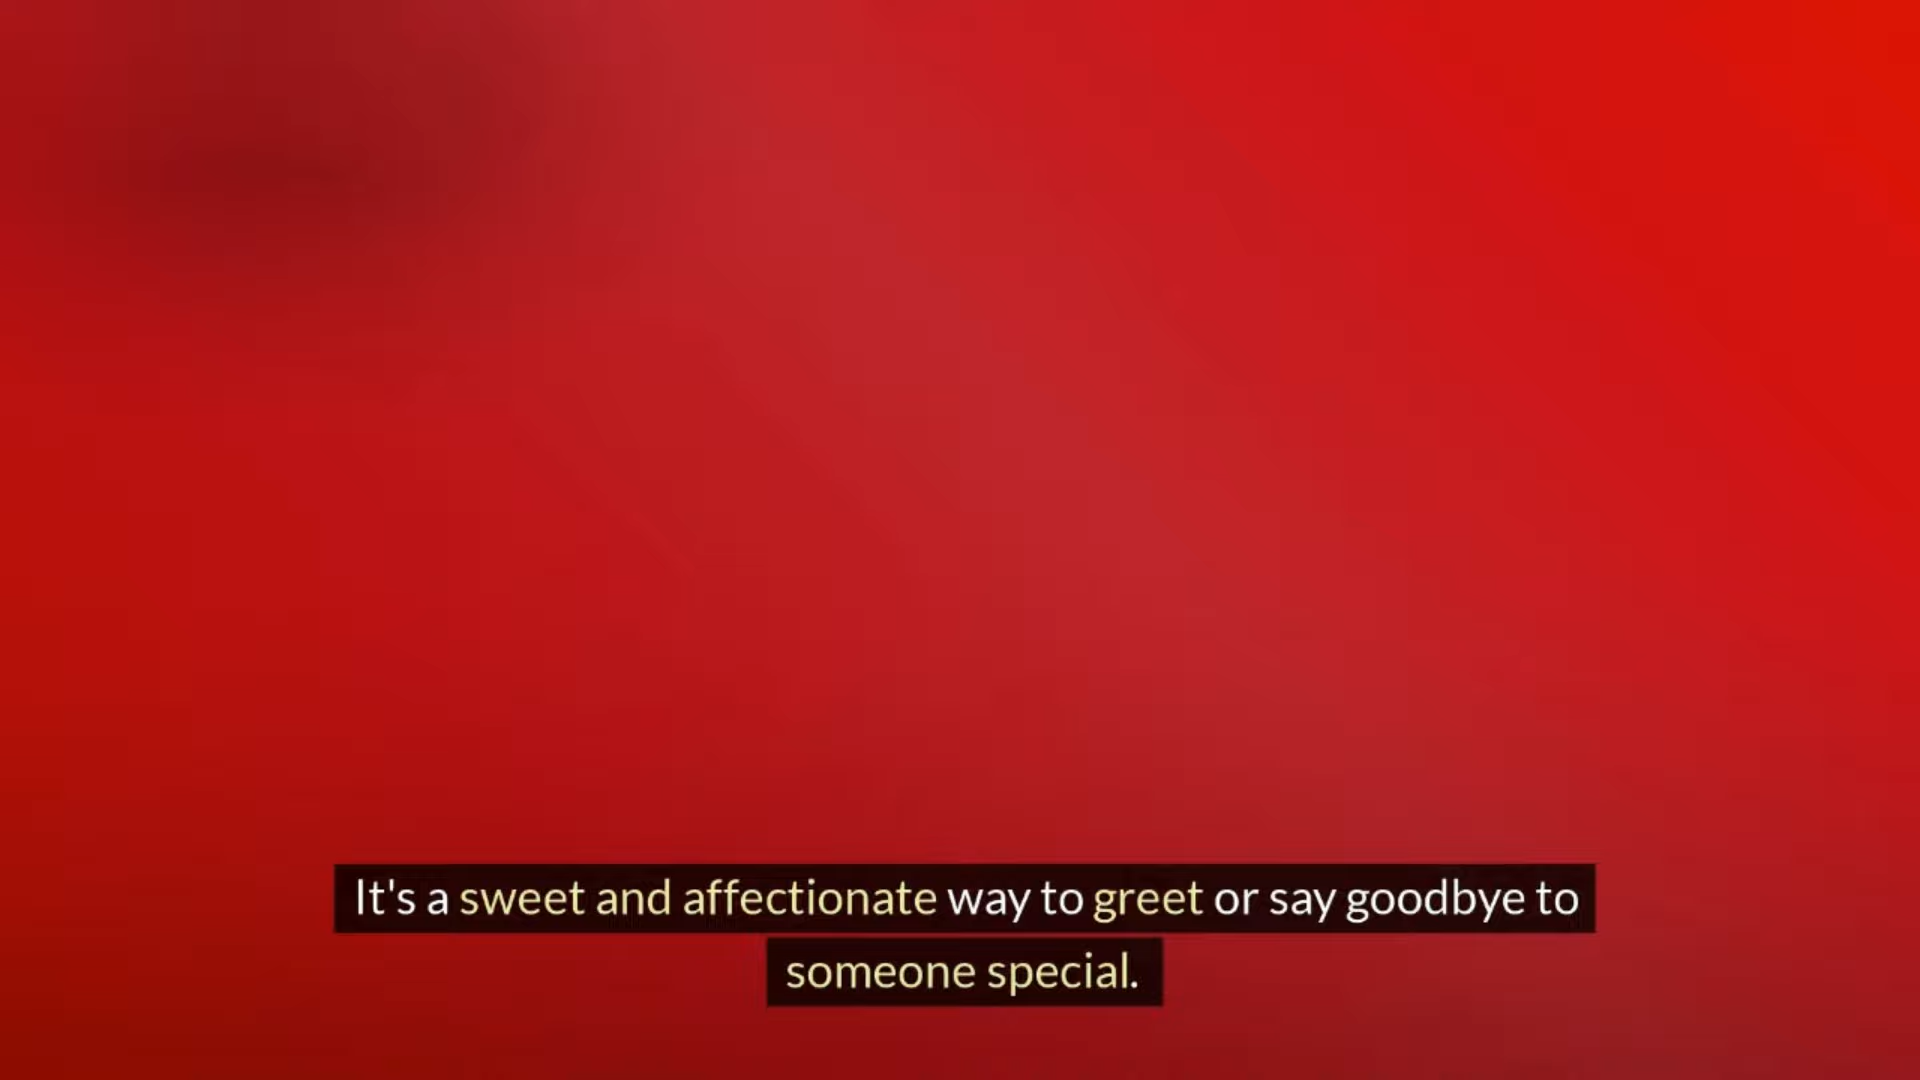 It's a sweet and affectionate way to greet or say goodbye to
someone special.